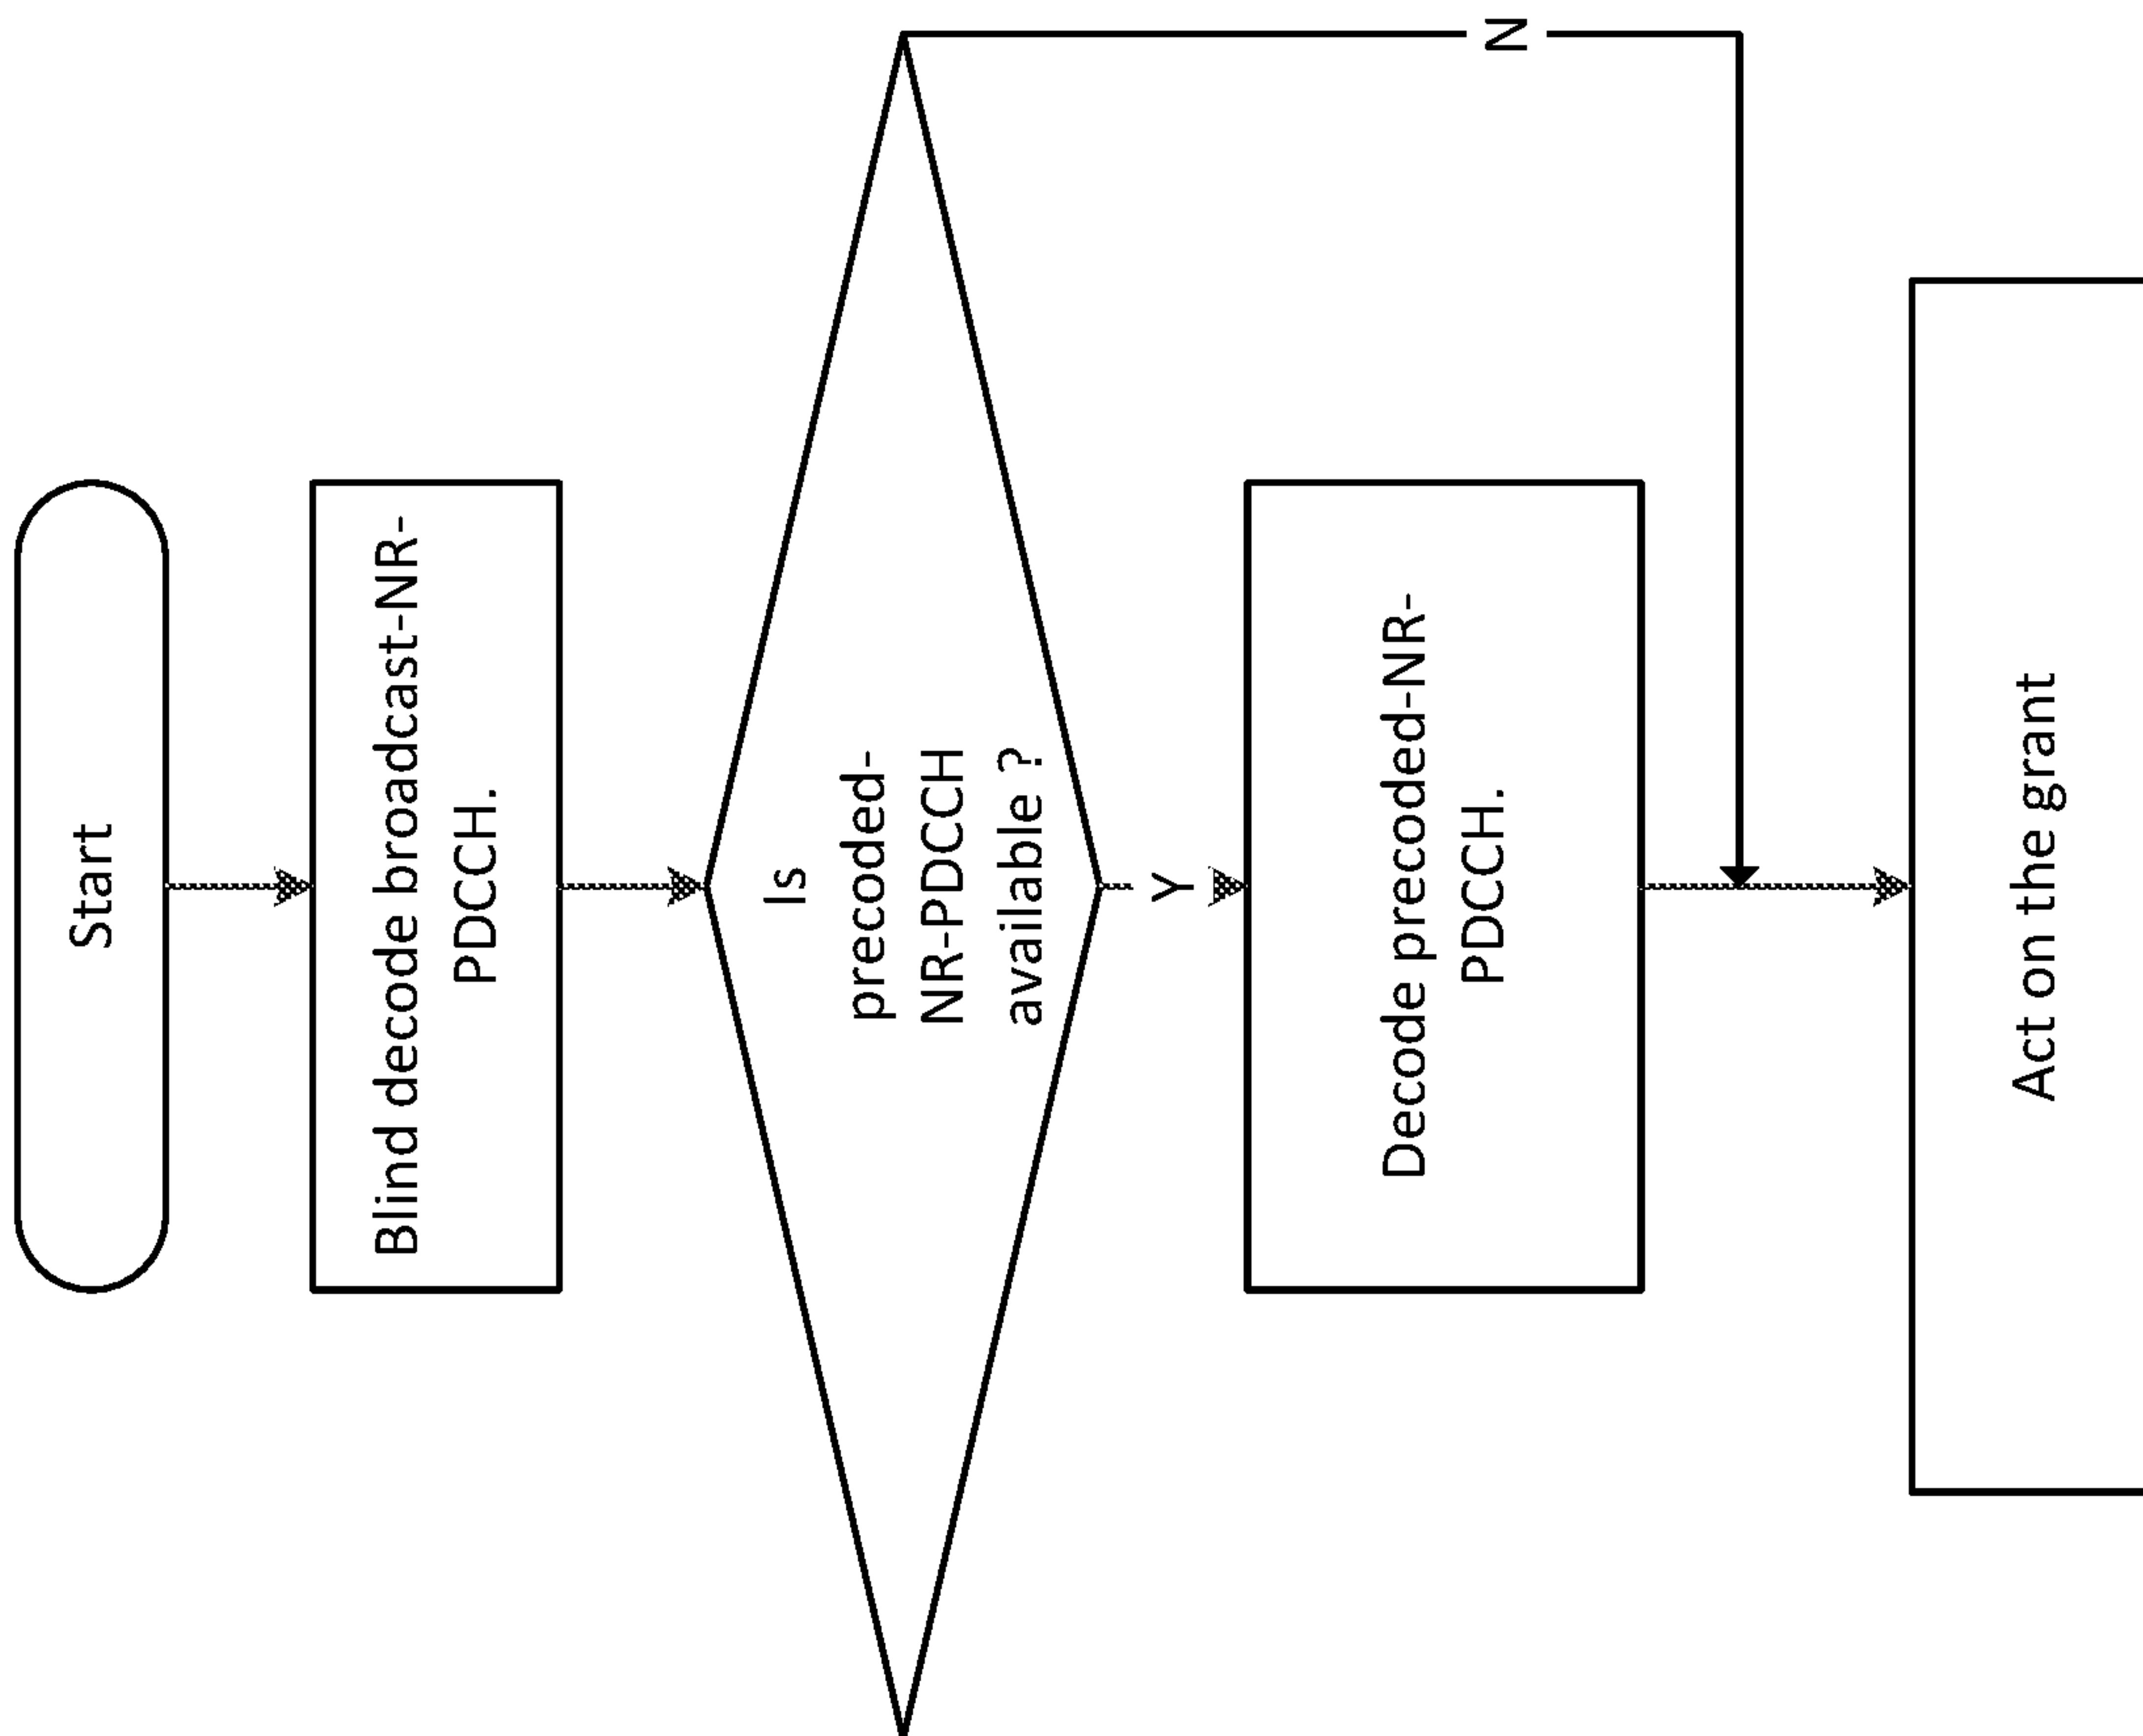 Start
Blind decode broadcast-NR-
PDCCH.
Is
precoded-
NR-PDCCH
available ?
Y
N
Decode precoded-NR-
PDCCH.
Act on the grant